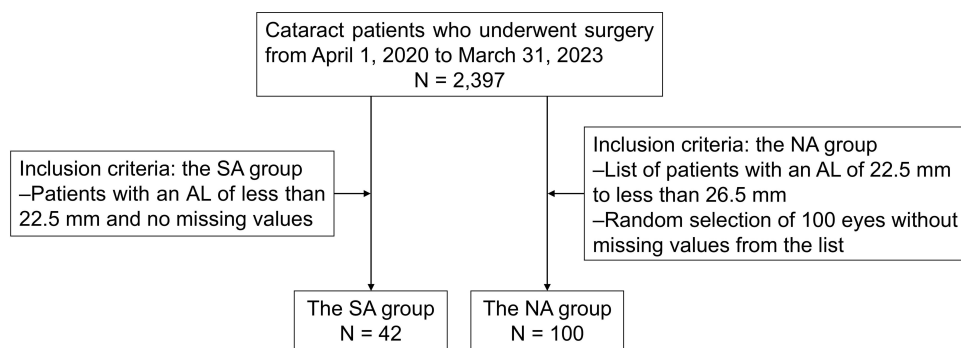 Cataract patients who underwent surgery
from April 1, 2020 to March 31, 2023
N = 2,397
Inclusion criteria: the SA group
–Patients with an AL of less than
22.5 mm and no missing values
Inclusion criteria: the NA group
–List of patients with an AL of 22.5 mm
to less than 26.5 mm
–Random selection of 100 eyes without
missing values from the list
The SA group
N = 42
The NA group
N = 100